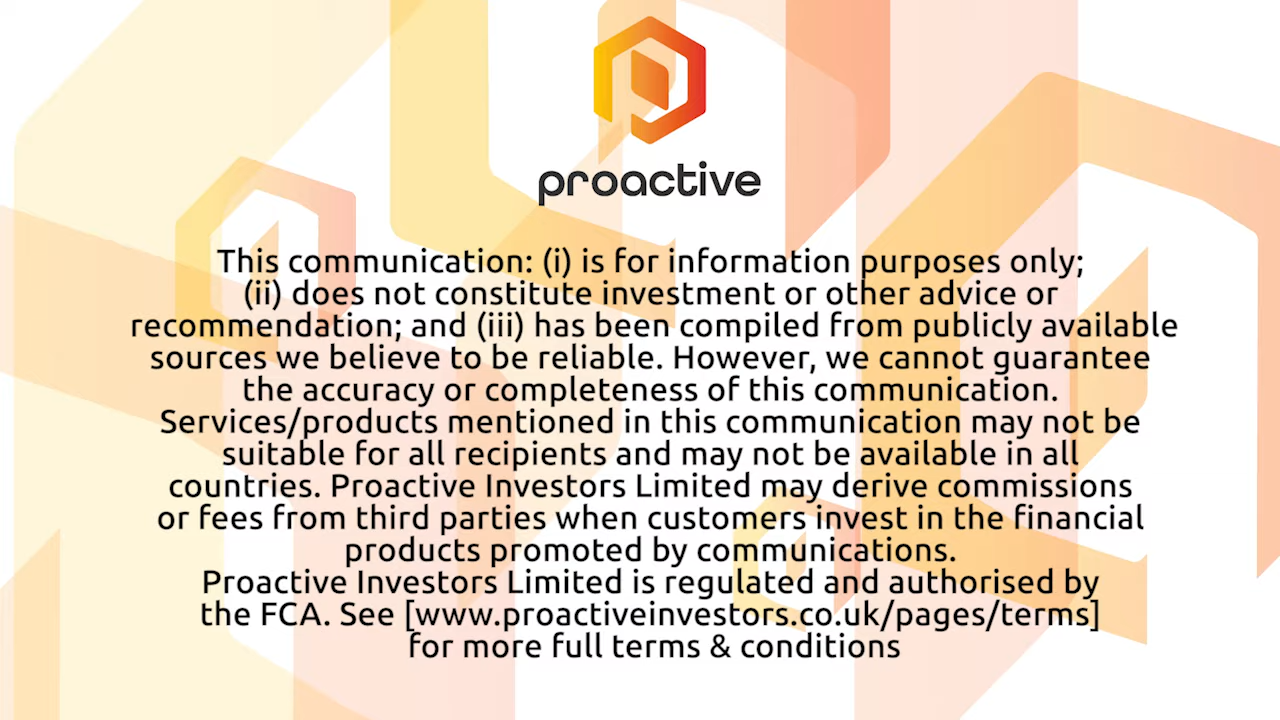 proactive
This communication: (i) is for information purposes only;
(ii) does not constitute investment or other advice or
recommendation; and (iii) has been compiled from publicly available
sources we believe to be reliable. However, we cannot guarantee
the accuracy or completeness of this communication.
Services/products mentioned in this communication may not be
suitable for all recipients and may not be available in all
countries. Proactive Investors Limited may derive commissions
or fees from third parties when customers invest in the financial
products promoted by communications.
Proactive Investors Limited is regulated and authorised by
the FCA. See [www.proactiveinvestors.co.uk/pages/terms]
for more full terms & conditions